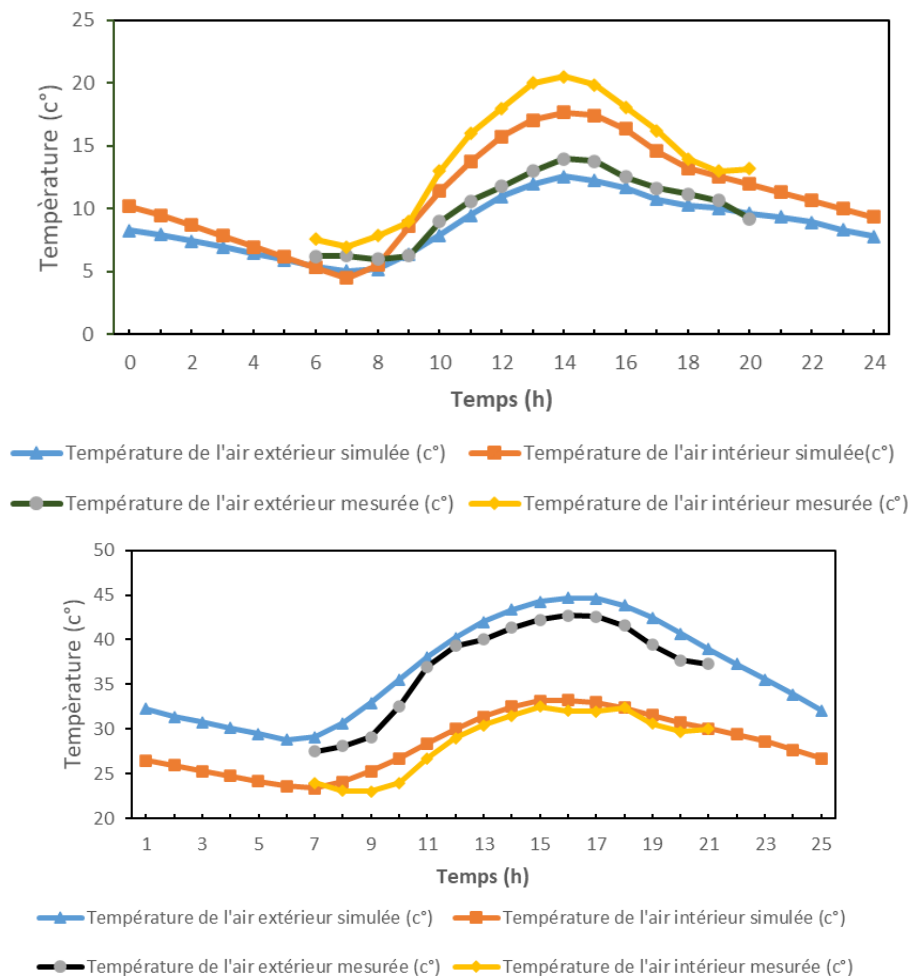 25
20
15
10
5
0
Tempèrature (c°)
0 2 4 6 8 10 12 14 16 18 20 22 24
Temps (h)
Température de l'air extérieur simulée (c°)
Température de l'air intérieur simulée(c°)
Température de l'air extérieur mesurée (c°)
Température de l'air intérieur mesurée (c°)
50
45
40
35
30
25
20
Tempèrature (c°)
1 3 5 7 9 11 13 15 17 19 21 23 25
Temps (h)
Température de l'air extérieur simulée (c°)
Température de l'air intérieur simulée (c°)
Température de l'air extérieur mesurée (c°)
Température de l'air intérieur mesurée (c°)